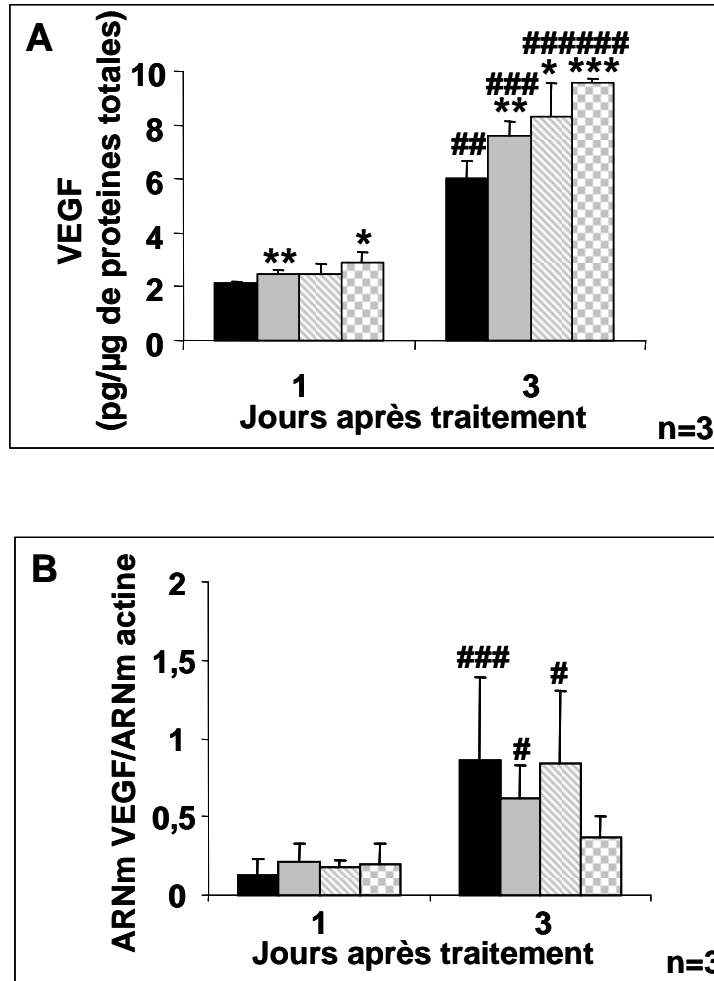 A
VEGF
(pg/µg de proteines totales)
10
8
6
4
2
0
**
*
##
###
**
######
* ***
1
3
Jours après traitement
n=3
B
ARNm VEGF/ARNm actine
2
1,5
1
0,5
0
###
#
#
1
3
Jours après traitement
n=3